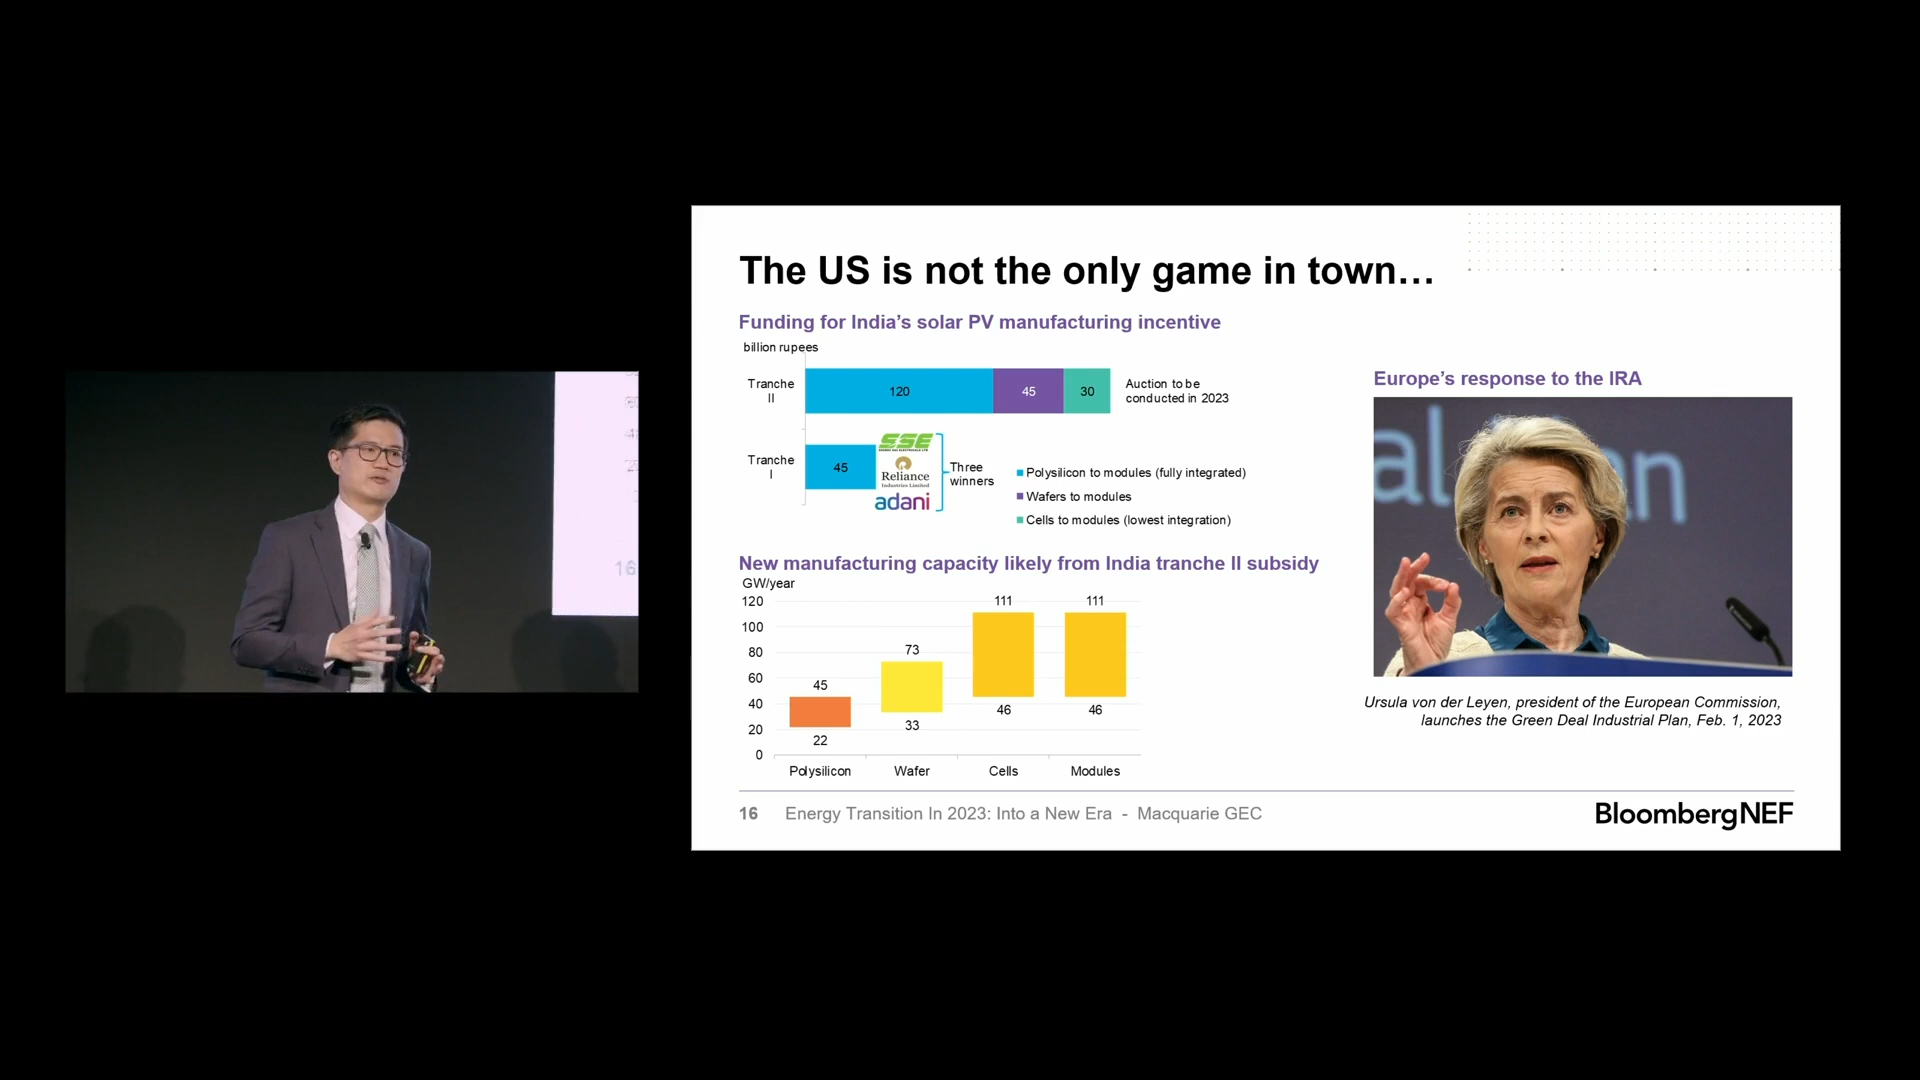 The US is not the only game in town…
Funding for India's solar PV manufacturing incentive
billion rupees
Tranche
II
120
45
30
Auction to be
conducted in 2023
Tranche
I
45
SSE
Reliance
Industries Limited
adani
Three
winners
Polysilicon to modules (fully integrated)
Wafers to modules
Cells to modules (lowest integration)
New manufacturing capacity likely from India tranche II subsidy
GW/year
120
100
80
60
40
20
0
45
22
73
33
111
46
111
46
Polysilicon
Wafer
Cells
Modules
Europe's response to the IRA
Ursula von der Leyen, president of the European Commission,
launches the Green Deal Industrial Plan, Feb. 1, 2023
16
Energy Transition In 2023: Into a New Era - Macquarie GEC
BloombergNEF
16